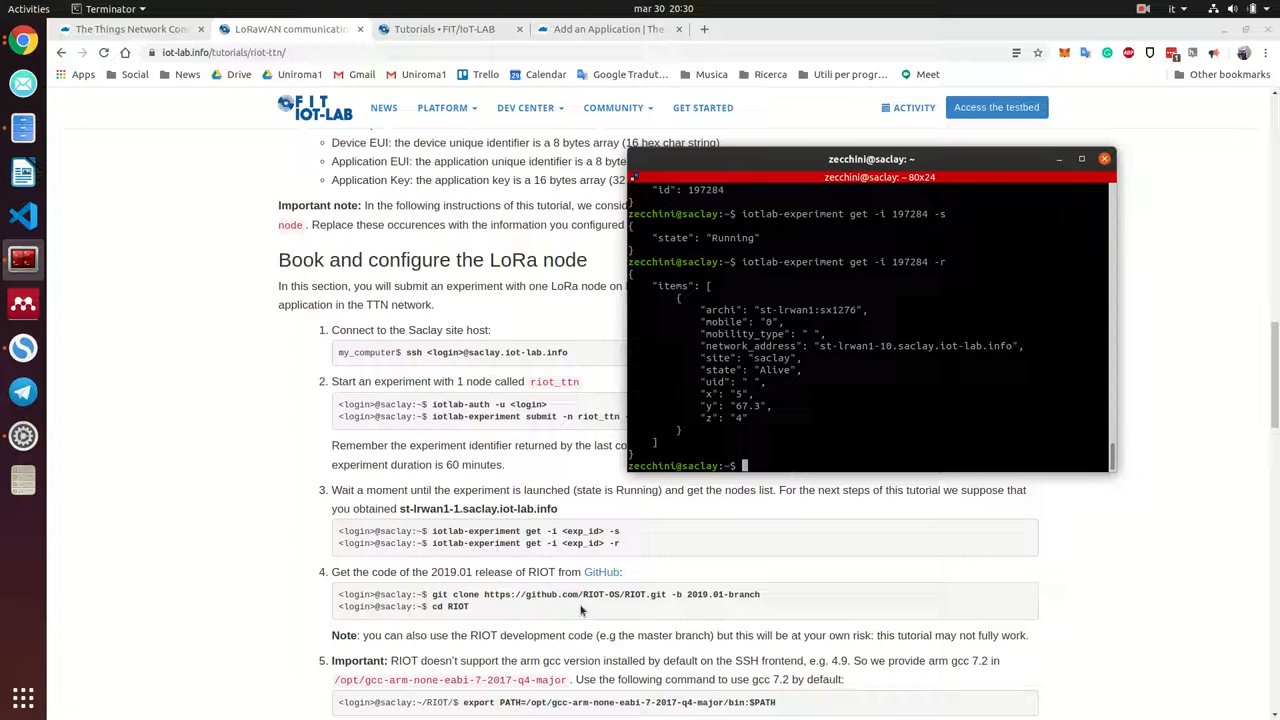 Activities
Terminator
mar 30 20:30
it
The Things Network Con
LoRaWAN communicatio
Tutorials • FIT/IoT-LAB
Add an Application | The
iot-lab.info/tutorials/riot-ttn/
Apps
Social
News
Drive
Uniroma1
Gmail
Uniroma1
Trello
Calendar
Google Tradut…
Musica
Ricerca
Utili per progr…
Meet
Other bookmarks
FIT IOT-LAB
NEWS
PLATFORM
DEV CENTER
COMMUNITY
GET STARTED
ACTIVITY
Access the testbed
Device EUI: the device unique identifier is a 8 bytes array (16 hex char string)
Application EUI: the application unique identifier is a 8 byte
Application Key: the application key is a 16 bytes array (32
Important note: In the following instructions of this tutorial, we consid
node. Replace these occurences with the information you configured
Book and configure the LoRa node
In this section, you will submit an experiment with one LoRa node on
application in the TTN network.
1. Connect to the Saclay site host:
my_computer$ ssh <login>@saclay.iot-lab.info
2. Start an experiment with 1 node called riot_ttn
<login>@saclay:~$ iotlab-auth -u <login>
<login>@saclay:~$ iotlab-experiment submit -n riot_ttn -
Remember the experiment identifier returned by the last co
experiment duration is 60 minutes.
3. Wait a moment until the experiment is launched (state is Running) and get the nodes list. For the next steps of this tutorial we suppose that
you obtained st-lrwan1-1.saclay.iot-lab.info
<login>@saclay:~$ iotlab-experiment get -i <exp_id> -s
<login>@saclay:~$ iotlab-experiment get -i <exp_id> -r
4. Get the code of the 2019.01 release of RIOT from GitHub:
<login>@saclay:~$ git clone https://github.com/RIOT-OS/RIOT.git -b 2019.01-branch
<login>@saclay:~$ cd RIOT
Note: you can also use the RIOT development code (e.g the master branch) but this will be at your own risk: this tutorial may not fully work.
5. Important: RIOT doesn't support the arm gcc version installed by default on the SSH frontend, e.g. 4.9. So we provide arm gcc 7.2 in
/opt/gcc-arm-none-eabi-7-2017-q4-major. Use the following command to use gcc 7.2 by default:
<login>@saclay:~/RIOT/$ export PATH=/opt/gcc-arm-none-eabi-7-2017-q4-major/bin:$PATH
zecchini@saclay: ~
zecchini@saclay: ~ 80x24
"id": 197284
}
zecchini@saclay:~$ iotlab-experiment get -i 197284 -s
{
"state": "Running"
}
zecchini@saclay:~$ iotlab-experiment get -i 197284 -r
{
"items": [
{
"archi": "st-lrwan1:sx1276",
"mobile": "0",
"mobility_type": " ",
"network_address": "st-lrwan1-10.saclay.iot-lab.info",
"site": "saclay",
"state": "Alive",
"uid": " ",
"x": "5",
"y": "67.3",
"z": "4"
}
]
}
zecchini@saclay:~$